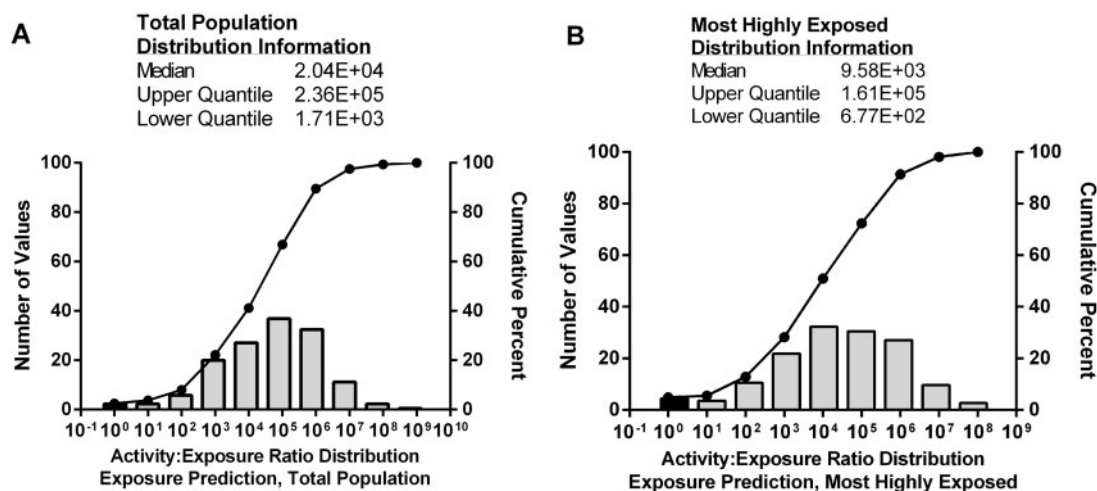 A
Total Population
Distribution Information
Median 2.04E+04
Upper Quantile 2.36E+05
Lower Quantile 1.71E+03
Number of Values
100
80
60
40
20
0
100
80
60
40
20
0
Cumulative Percent
10-1 100 101 102 103 104 105 106 107 108 109 1010
Activity:Exposure Ratio Distribution
Exposure Prediction, Total Population
B
Most Highly Exposed
Distribution Information
Median 9.58E+03
Upper Quantile 1.61E+05
Lower Quantile 6.77E+02
Number of Values
100
80
60
40
20
0
100
80
60
40
20
0
Cumulative Percent
10-1 100 101 102 103 104 105 106 107 108 109
Activity:Exposure Ratio Distribution
Exposure Prediction, Most Highly Exposed